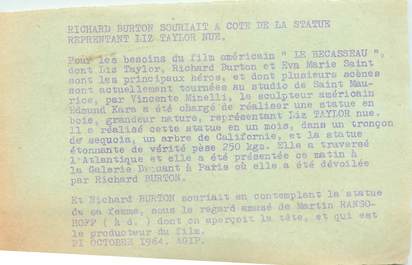 RICHARD BURTON SOURIAIT A COTE DE LA STATUE
REPRENTANT LIZ TAYLOR NUE.
Pour les besoins du film américain " LE BECASSEAU ",
dont Liz Taylor, Richard Burton et Eva Marie Saint
sont les principaux héros, et dont plusieurs scènes
sont actuellement tournées au studio de Saint Mau-
rice, par Vincente Minelli, le sculpteur américain
Edmund Kara a été chargé de réaliser une statue en
bois, grandeur nature, représentant Liz TAYLOR nue.
Il a réalisé cette statue en un mois, dans un tronçon
de sequoia, un arbre de Californie, et la statue
étonnante de vérité pèse 250 kgs. Elle a traversé
l'Atlantique et elle a été présentée ce matin à
la Galerie Drouant à Paris où elle a été dévoilée
par Richard BURTON.
Et Richard BURTON souriait en contemplant la statue
de sa femme, sous le regard amusé de Martin RANSO-
HOFF ( à d. ) dont on aperçoit la tête, et qui est
le producteur du film.
21 OCTOBER 1964. AGIP.